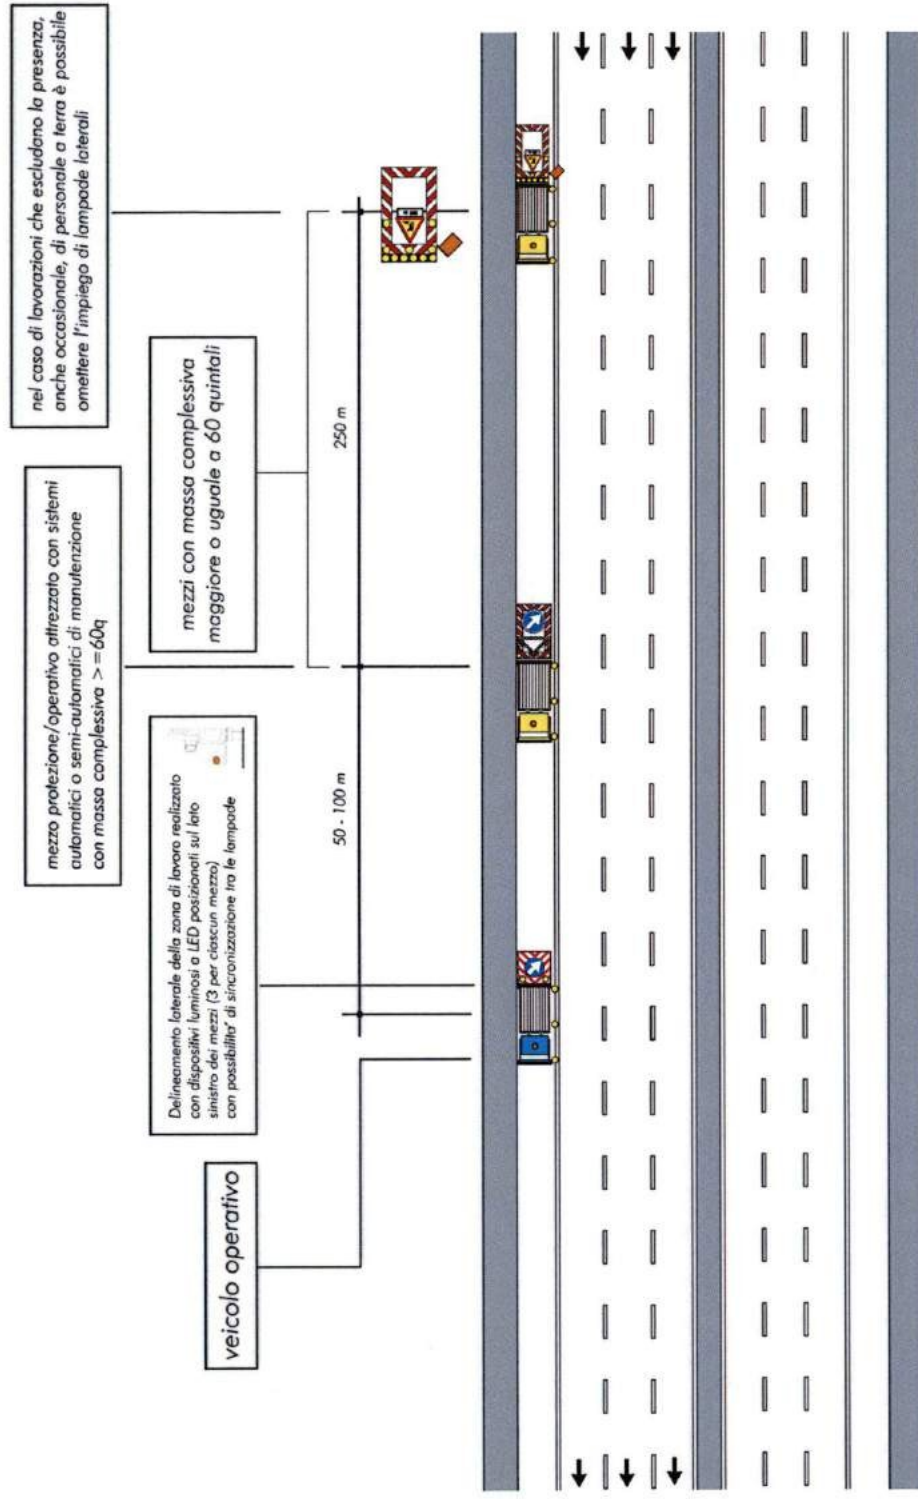 nel caso di lavorazioni che escludano la presenza,
anche occasionale, di personale a terra è possibile
omettere l'impiego di lampade laterali
mezzo protezione/operativo attrezzato con sistemi
automatici o semi-automatici di manutenzione
con massa complessiva >=60q
mezzi con massa complessiva
maggiore o uguale a 60 quintali
Delineamento laterale della zona di lavoro realizzato
con dispositivi luminosi a LED posizionati sul lato
sinistro dei mezzi (3 per ciascun mezzo)
con possibilita' di sincronizzazione tra le lampade
veicolo operativo
50 - 100 m
250 m